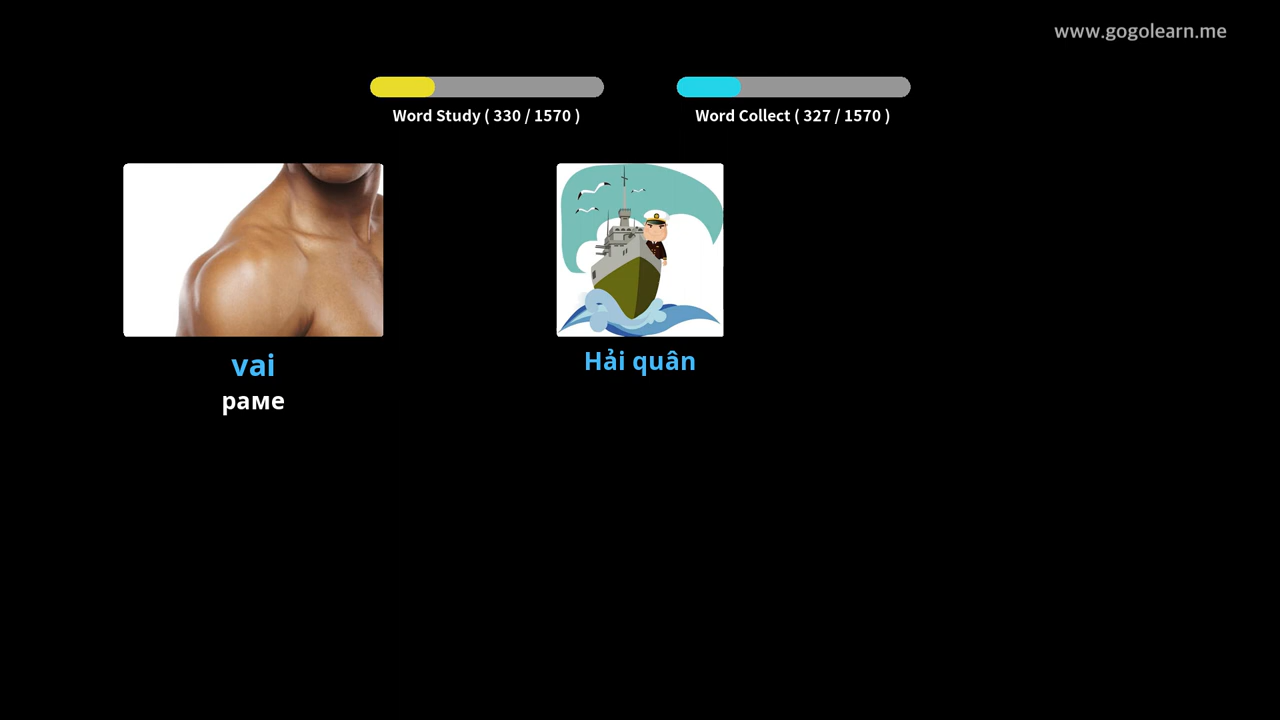 www.gogolearn.me
Word Study ( 330 / 1570 )
Word Collect ( 327 / 1570 )
vai
раме
Hải quân